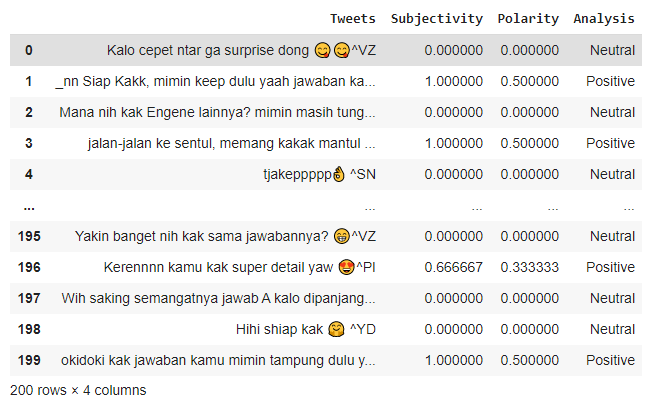 Tweets Subjectivity Polarity Analysis
0 Kalo cepet ntar ga surprise dong 😋😋^VZ 0.000000 0.000000 Neutral
1 _nn Siap Kakk, mimin keep dulu yaah jawaban ka... 1.000000 0.500000 Positive
2 Mana nih kak Engene lainnya? mimin masih tung... 0.000000 0.000000 Neutral
3 jalan-jalan ke sentul, memang kakak mantul ... 1.000000 0.500000 Positive
4 tjakeppppp👌 ^SN 0.000000 0.000000 Neutral
... ... ... ... ...
195 Yakin banget nih kak sama jawabannya? 😁^VZ 0.000000 0.000000 Neutral
196 Kerennnn kamu kak super detail yaw 😍^PI 0.666667 0.333333 Positive
197 Wih saking semangatnya jawab A kalo dipanjang... 0.000000 0.000000 Neutral
198 Hihi shiap kak 🤗 ^YD 0.000000 0.000000 Neutral
199 okidoki kak jawaban kamu mimin tampung dulu y... 1.000000 0.500000 Positive
200 rows × 4 columns